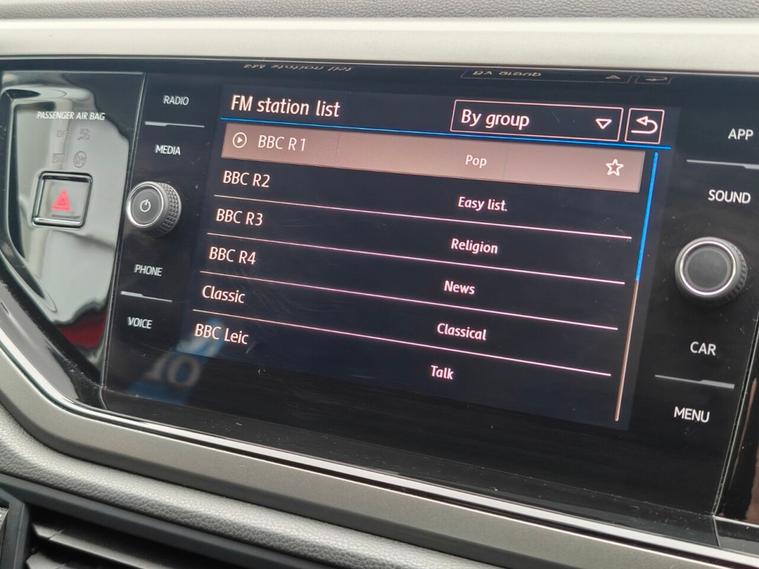 PASSENGER AIR BAG
RADIO
MEDIA
PHONE
VOICE
FM station list
By group
BBC R1
Pop
BBC R2
Easy list.
BBC R3
Religion
BBC R4
News
Classic
Classical
BBC Leic
Talk
APP
SOUND
CAR
MENU